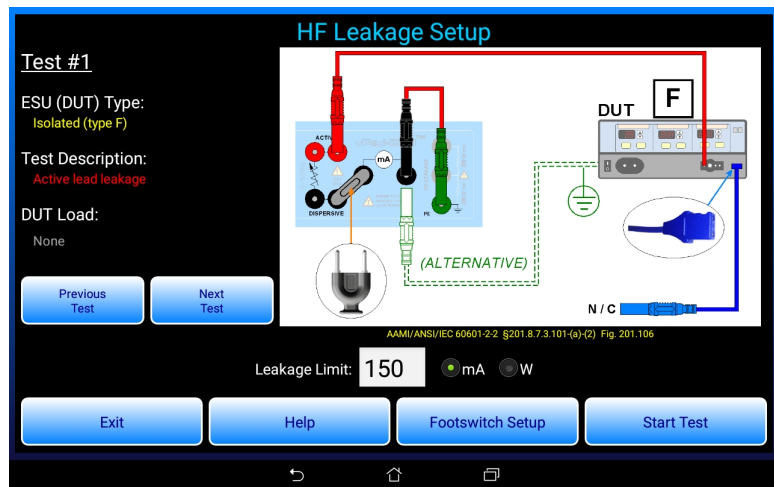 HF Leakage Setup
Test #1
ESU (DUT) Type:
Isolated (type F)
Test Description:
Active lead leakage
DUT Load:
None
Previous
Test
Next
Test
DUT
F
mA
DISPERSIVE
PE
(ALTERNATIVE)
N / C
AAMI/ANSI/IEC 60601-2-2 §201.8.7.3.101-(a)-(2) Fig. 201.106
Leakage Limit: 150 mA W
Exit
Help
Footswitch Setup
Start Test